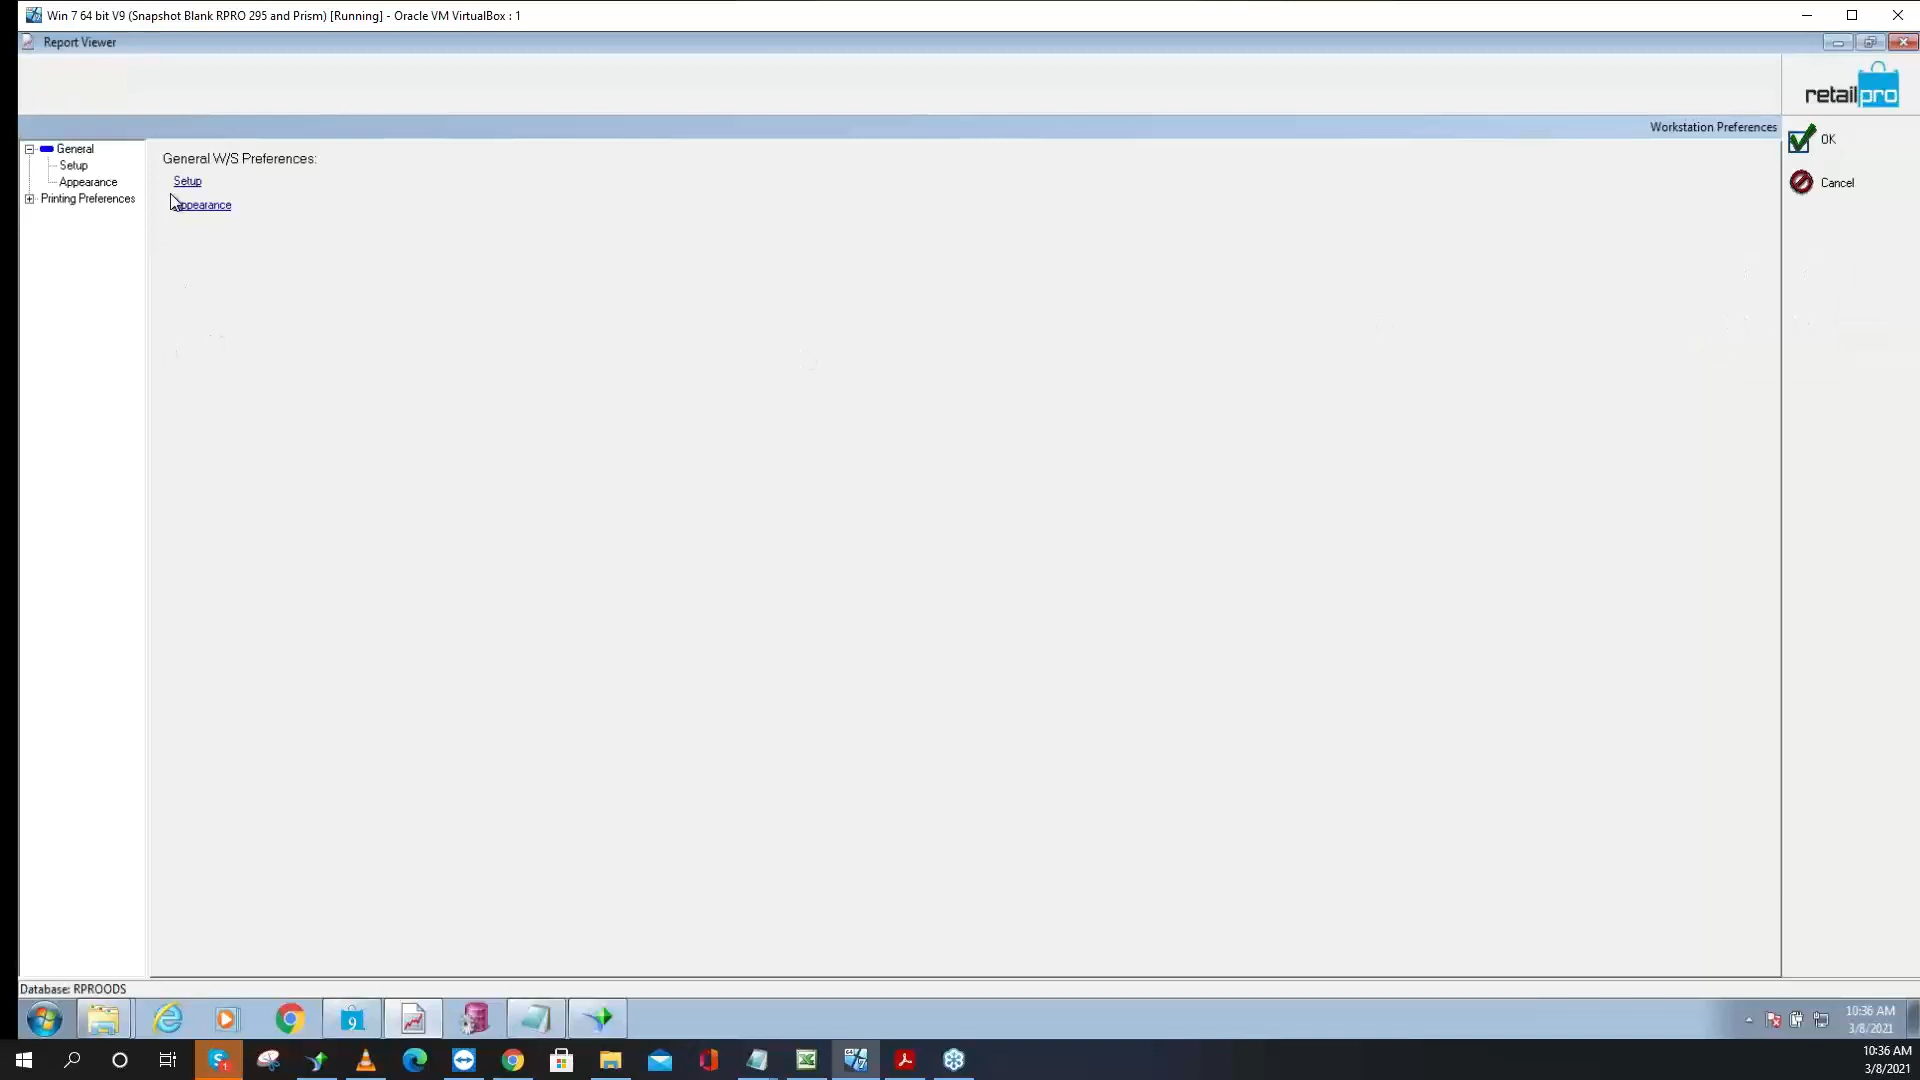 Win 7 64 bit V9 (Snapshot Blank RPRO 295 and Prism) [Running] - Oracle VM VirtualBox : 1
Report Viewer
retailpro
Workstation Preferences
OK
Cancel
General
Setup
Appearance
Printing Preferences
General W/S Preferences:
Setup
Appearance
Database: RPROODS
9
10:36 AM
3/8/2021
S
1
10:36 AM
3/8/2021